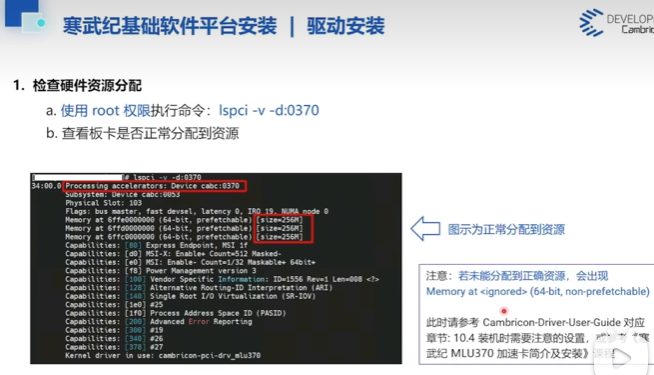 寒武纪基础软件平台安装 | 驱动安装
DEVELOP
Cambric
1. 检查硬件资源分配
a. 使用 root 权限执行命令：lspci -v -d:0370
b. 查看板卡是否正常分配到资源
# lspci -v -d:0370
34:00.0 Processing accelerators: Device cabc:0370
Subsystem: Device cabc:0053
Physical Slot: 103
Flags: bus master, fast devsel, latency 0, IRQ 19, NUMA node 0
Memory at 6ffe0000000 (64-bit, prefetchable) [size=256M]
Memory at 6ffd0000000 (64-bit, prefetchable) [size=256M]
Memory at 6ffc0000000 (64-bit, prefetchable) [size=256M]
Capabilities: [80] Express Endpoint, MSI 1f
Capabilities: [d0] MSI-X: Enable+ Count=512 Masked-
Capabilities: [e0] MSI: Enable- Count=1/32 Maskable+ 64bit+
Capabilities: [f8] Power Management version 3
Capabilities: [100] Vendor Specific Information: ID=1556 Rev=1 Len=008 <?>
Capabilities: [128] Alternative Routing-ID Interpretation (ARI)
Capabilities: [140] Single Root I/O Virtualization (SR-IOV)
Capabilities: [1e0] #25
Capabilities: [1f0] Process Address Space ID (PASID)
Capabilities: [200] Advanced Error Reporting
Capabilities: [300] #19
Capabilities: [340] #26
Capabilities: [378] #27
Kernel driver in use: cambricon-pci-drv_mlu370
图示为正常分配到资源
注意：若未能分配到正确资源，会出现
Memory at <ignored> (64-bit, non-prefetchable)
此时请参考 Cambricon-Driver-User-Guide 对应
章节: 10.4 装机时需要注意的设置，或参考《寒
武纪 MLU370 加速卡简介及安装》课程